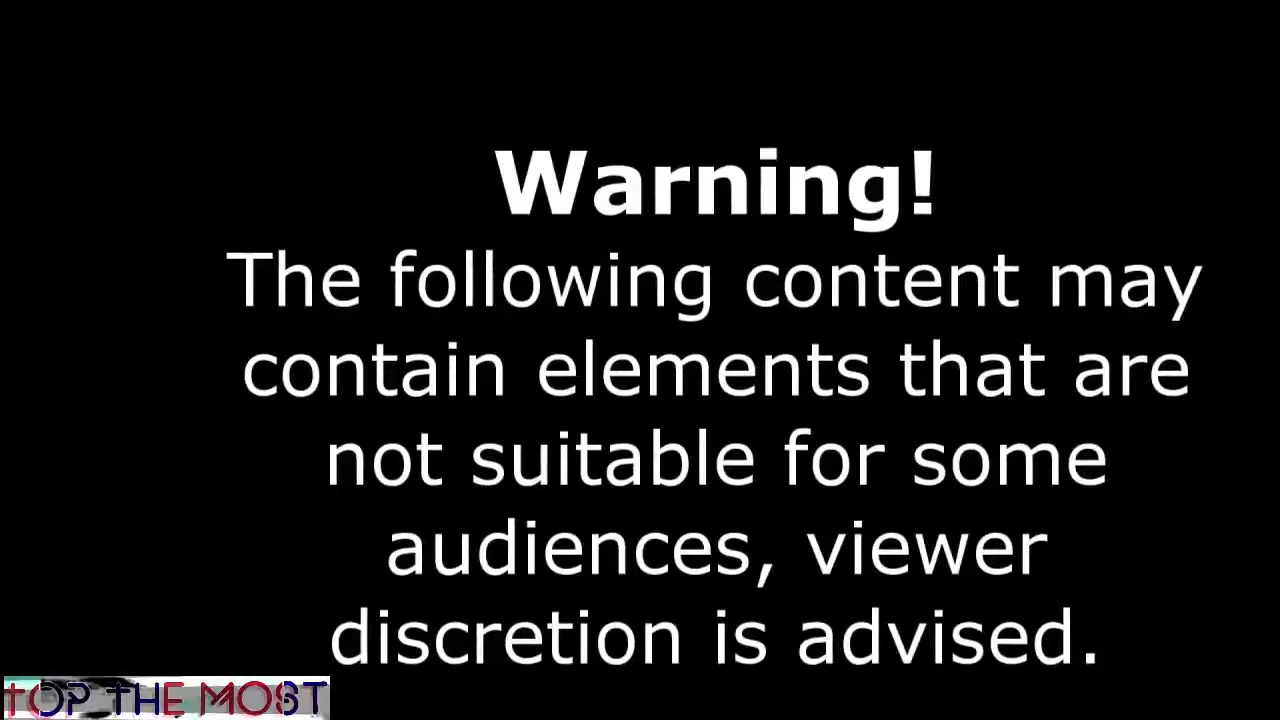 Warning!
The following content may
contain elements that are
not suitable for some
audiences, viewer
discretion is advised.
TOP THE MOST